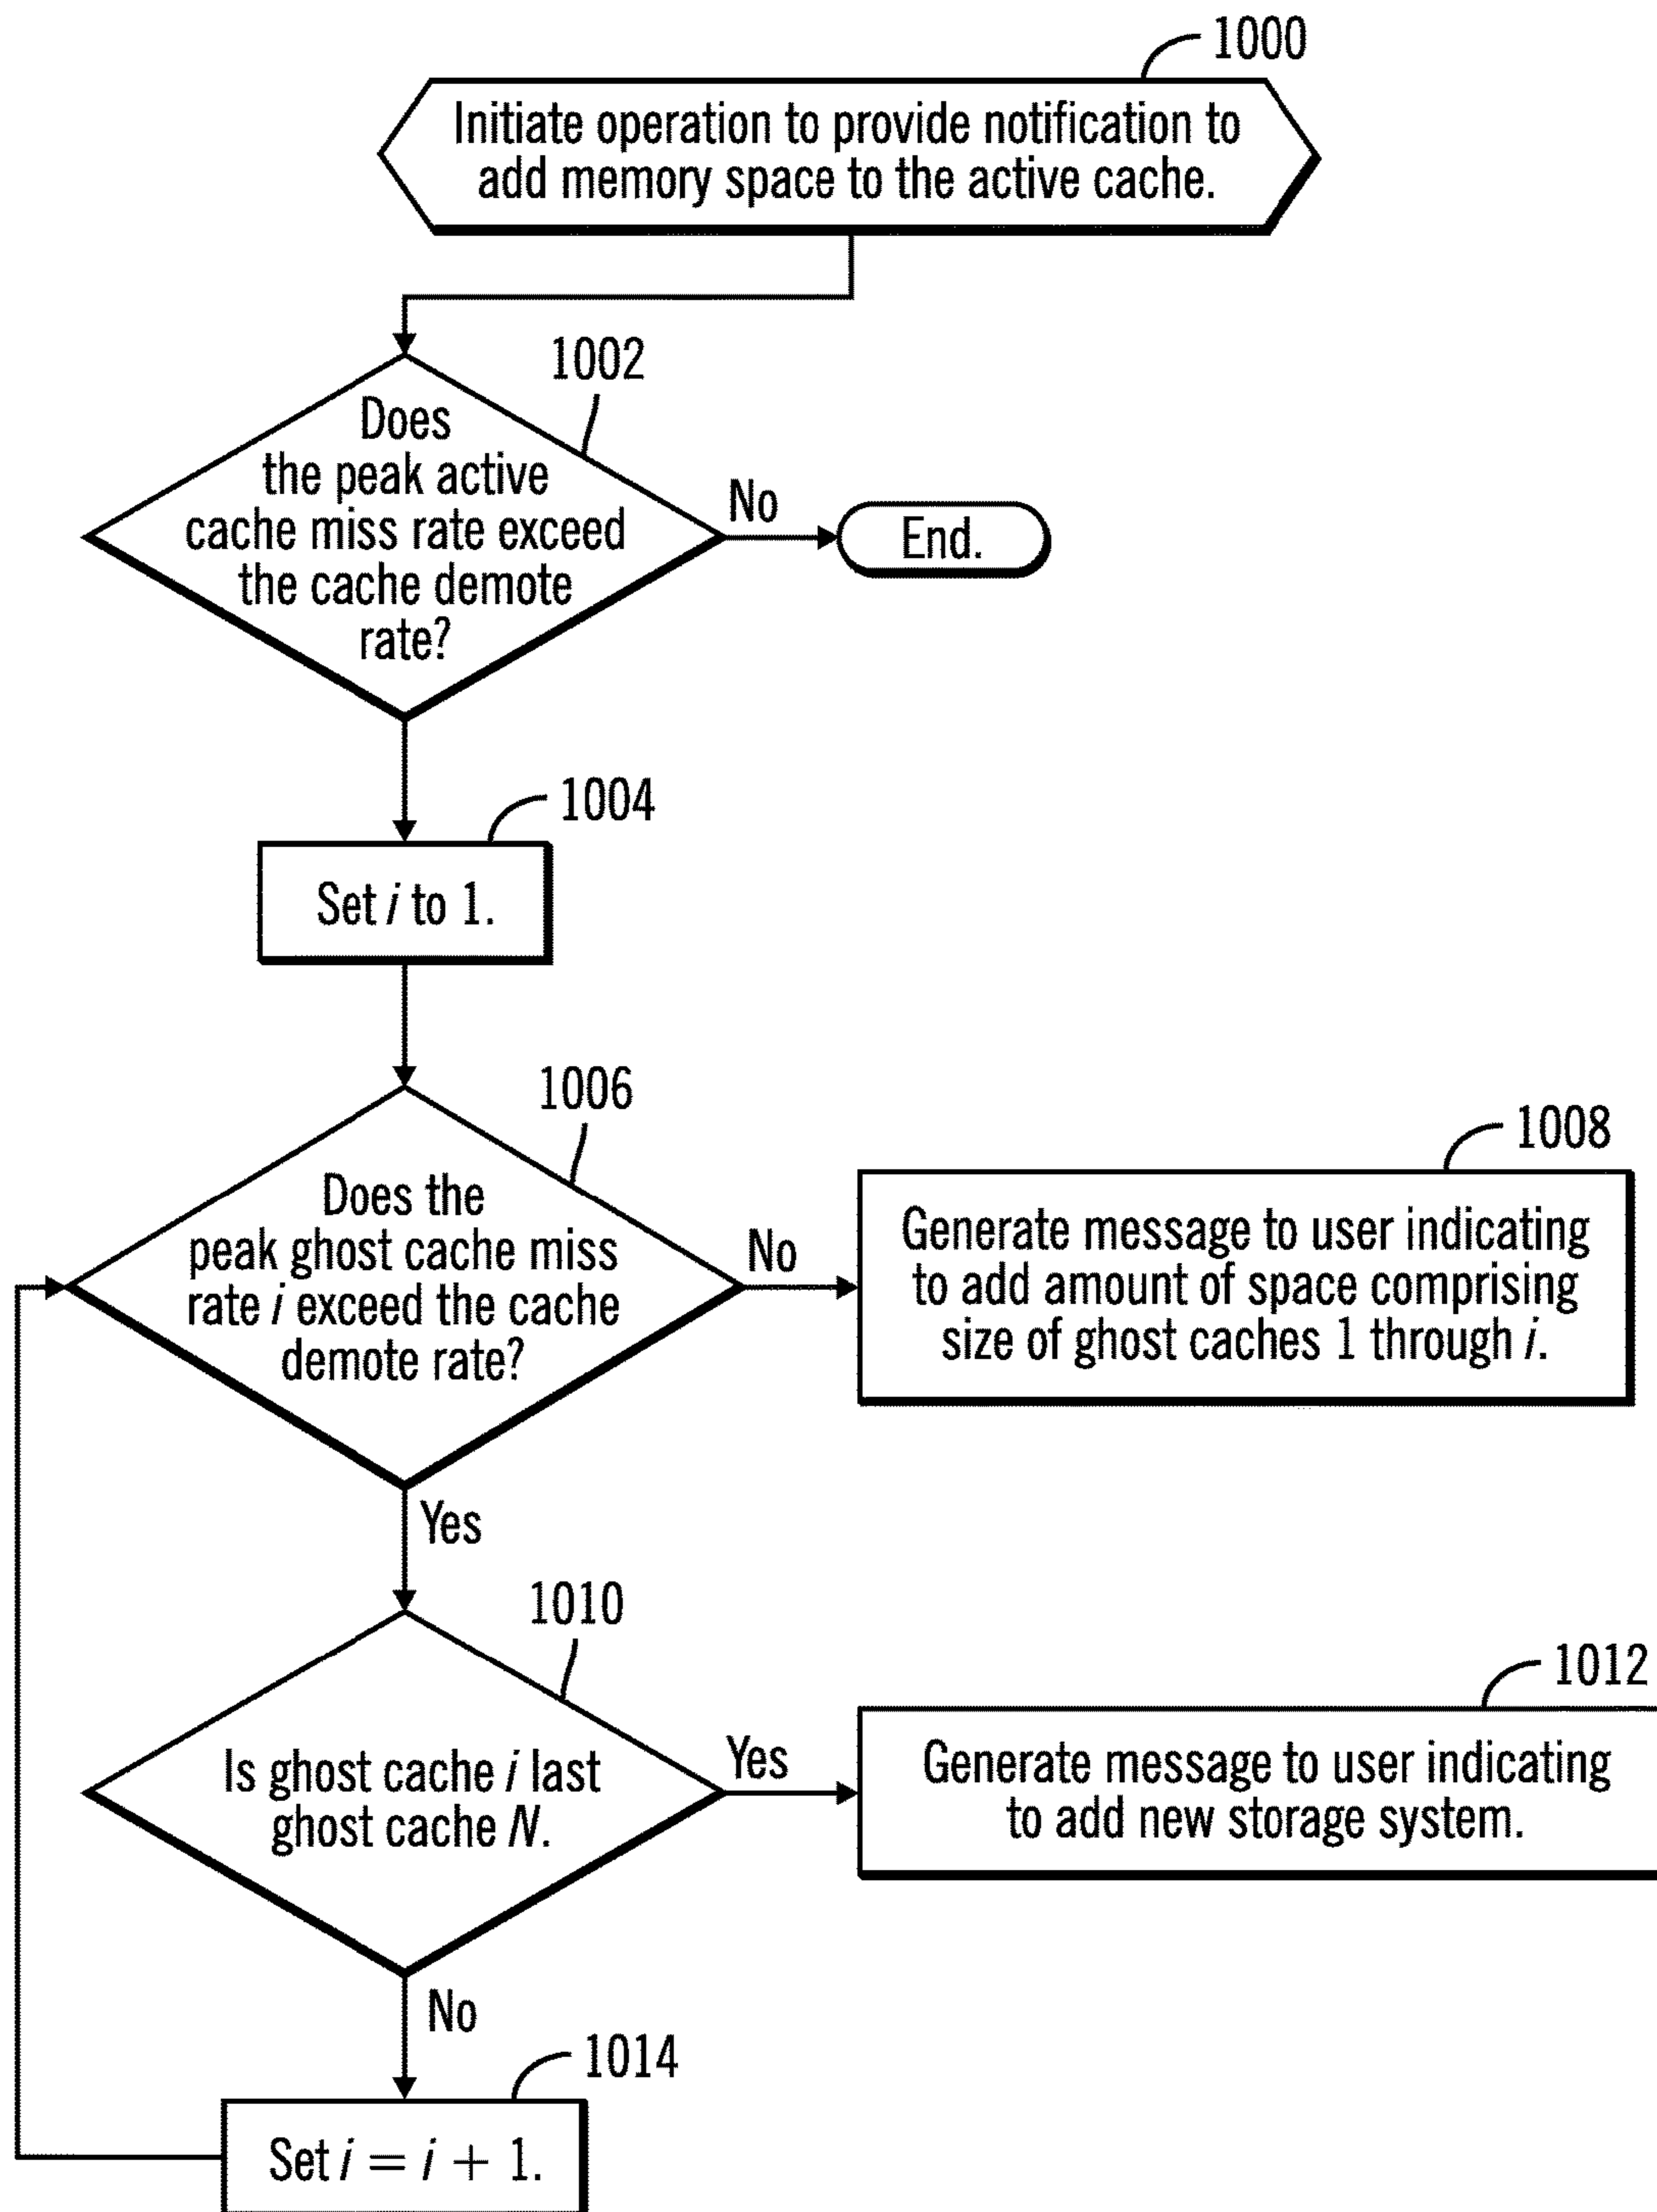 1000
Initiate operation to provide notification to
add memory space to the active cache.
1002
Does
the peak active
cache miss rate exceed
the cache demote
rate?
No
End.
1004
Set i to 1.
1006
Does the
peak ghost cache miss
rate i exceed the cache
demote rate?
No
1008
Generate message to user indicating
to add amount of space comprising
size of ghost caches 1 through i.
Yes
1010
Is ghost cache i last
ghost cache N.
Yes
1012
Generate message to user indicating
to add new storage system.
No
1014
Set i = i + 1.